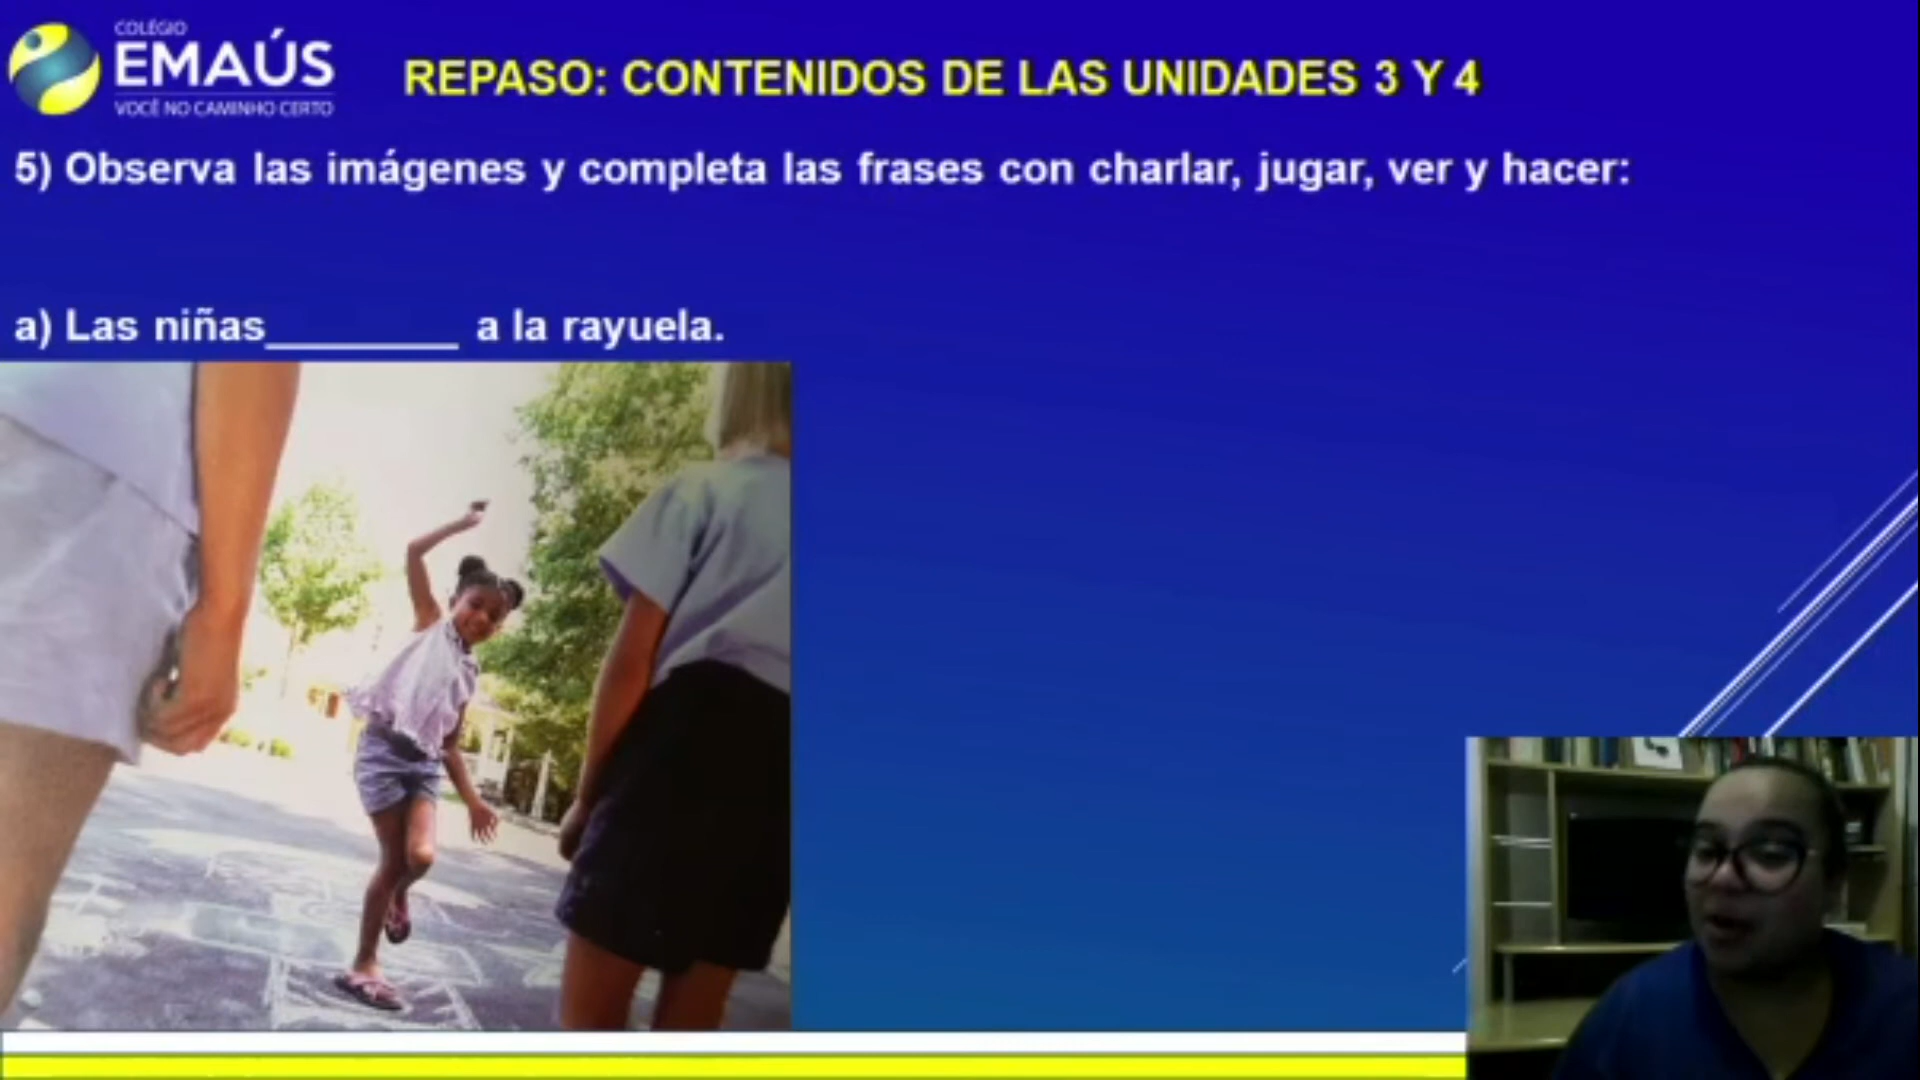 COLÉGIO
EMAÚS
VOCÊ NO CAMINHO CERTO
REPASO: CONTENIDOS DE LAS UNIDADES 3 Y 4
5) Observa las imágenes y completa las frases con charlar, jugar, ver y hacer:
a) Las niñas________ a la rayuela.